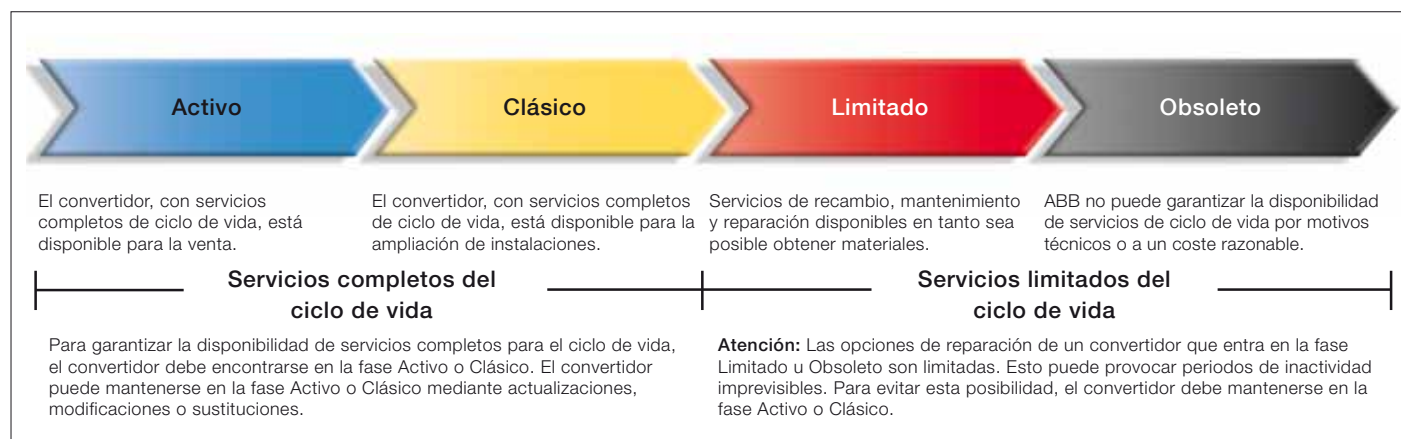 Activo
Clásico
Limitado
Obsoleto
El convertidor, con servicios
completos de ciclo de vida, está
disponible para la venta.
El convertidor, con servicios completos
de ciclo de vida, está disponible para la
ampliación de instalaciones.
Servicios de recambio, mantenimiento
y reparación disponibles en tanto sea
posible obtener materiales.
ABB no puede garantizar la disponibilidad
de servicios de ciclo de vida por motivos
técnicos o a un coste razonable.
Servicios completos del
ciclo de vida
Servicios limitados del
ciclo de vida
Para garantizar la disponibilidad de servicios completos para el ciclo de vida,
el convertidor debe encontrarse en la fase Activo o Clásico. El convertidor
puede mantenerse en la fase Activo o Clásico mediante actualizaciones,
modificaciones o sustituciones.
Atención: Las opciones de reparación de un convertidor que entra en la fase
Limitado u Obsoleto son limitadas. Esto puede provocar periodos de inactividad
imprevisibles. Para evitar esta posibilidad, el convertidor debe mantenerse en la
fase Activo o Clásico.